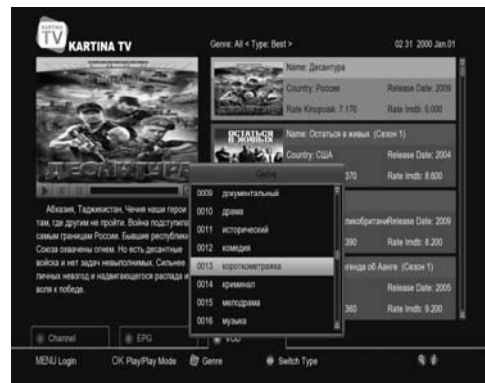 KARTINA
TV
KARTINA TV
Genre: All < Type: Best >
02 31 2000 Jan.01
Name: Десантура
Country: Россия
Release Date: 2009
Rate Kinopoisk: 7.170
Rate Imdb: 0.000
ОСТАТЬСЯ
В ЖИВЫХ
Name: Остаться в живых (Сезон 1)
Country: США
Release Date: 2004
370
Rate Imdb: 8.600
ДЕСАНТУРА
Genre
0009 документальный
0010 драма
0011 исторический
0012 комедия
0013 короткометражка
0014 криминал
0015 мелодрама
0016 музыка
ликобритания
Release Date: 2009
390
Rate Imdb: 8.200
генда об Аанге (Сезон 1)
Release Date: 2005
360
Rate Imdb: 9.200
Абхазия, Таджикистан, Чечня наши герои
там, где другим не пройти. Война подступила
самым границам России. Бывшие республики
Союза охвачены огнем. Но есть десантные
войска и нет задач невыполнимых. Сильнее
личных невзгод и надвигающегося распада и
воля к победе.
Channel
EPG
VOD
MENU Login
OK Play/Play Mode
Genre
Switch Type